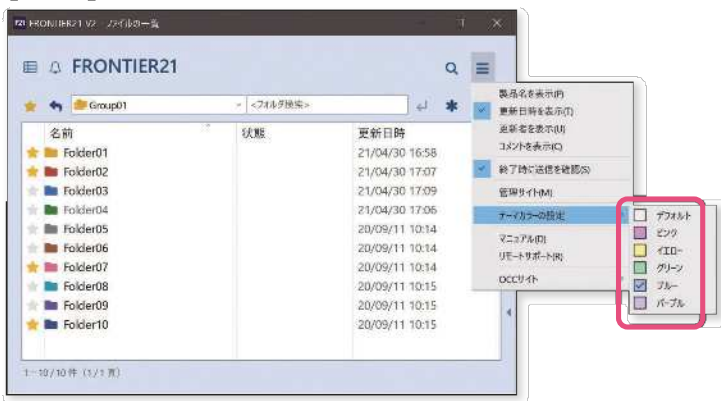 F21 FRONTIER21 V2 - ファイルの一覧
FRONTIER21
Group01
<フォルダ検索>
名前 状態 更新日時
Folder01 21/04/30 16:58
Folder02 21/04/30 17:07
Folder03 21/04/30 17:09
Folder04 21/04/30 17:06
Folder05 20/09/11 10:14
Folder06 20/09/11 10:14
Folder07 20/09/11 10:14
Folder08 20/09/11 10:15
Folder09 20/09/11 10:15
Folder10 20/09/11 10:15
1－10/10 件 (1/1 頁)
製品名を表示(P)
更新日時を表示(T)
更新者を表示(U)
コメントを表示(C)
終了時に送信を確認(S)
管理サイト(M)
テーマカラーの設定
マニュアル(D)
リモートサポート(R)
OCCサイト
デフォルト
ピンク
イエロー
グリーン
ブルー
パープル